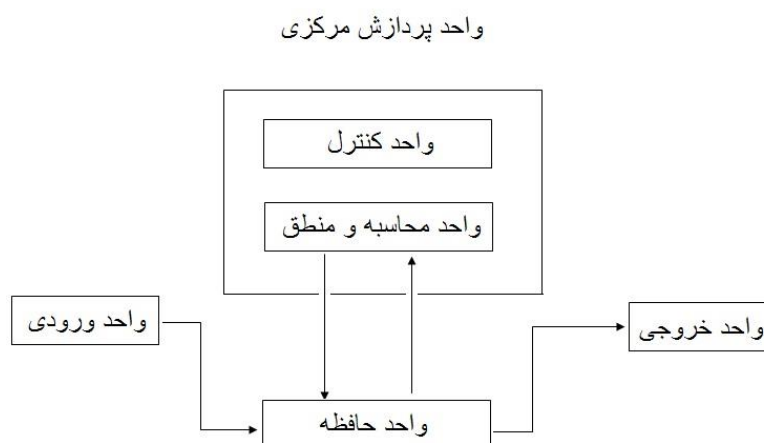 واحد پردازش مرکزی
واحد کنترل
واحد محاسبه و منطق
واحد ورودی
واحد خروجی
واحد حافظه